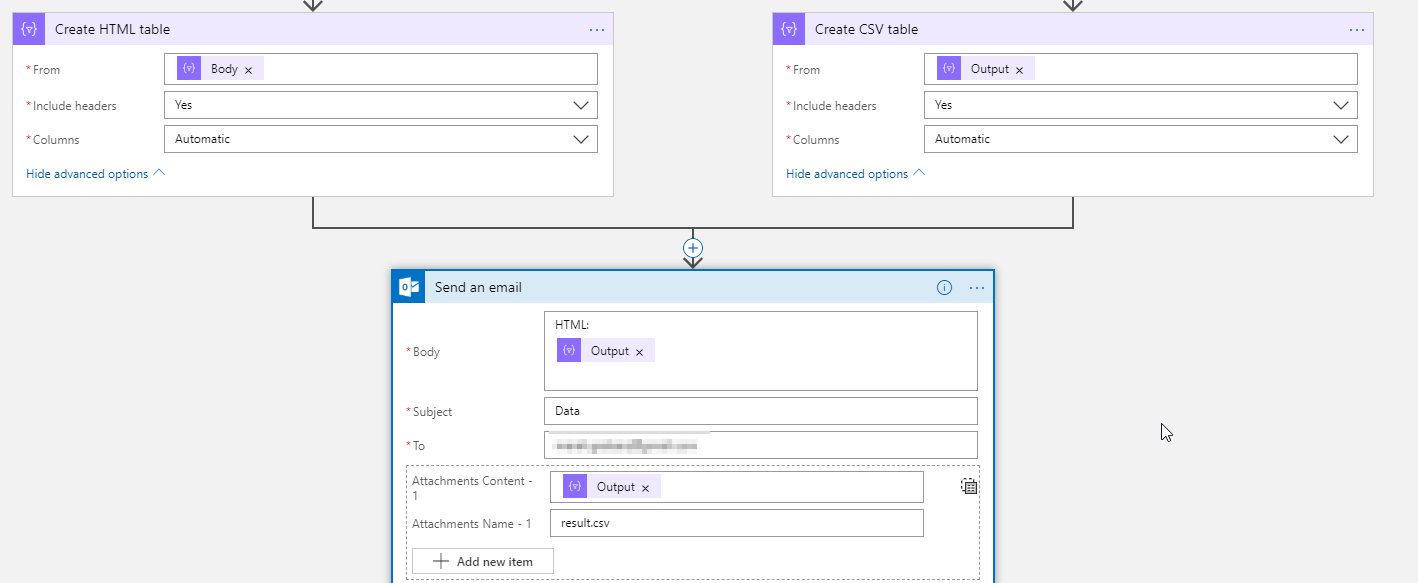 Create HTML table
* From
Body ×
* Include headers
Yes
* Columns
Automatic
Hide advanced options
Create CSV table
* From
Output ×
* Include headers
Yes
* Columns
Automatic
Hide advanced options
Send an email
* Body
HTML:
Output ×
* Subject
Data
* To
Attachments Content -
1
Output ×
Attachments Name - 1
result.csv
Add new item